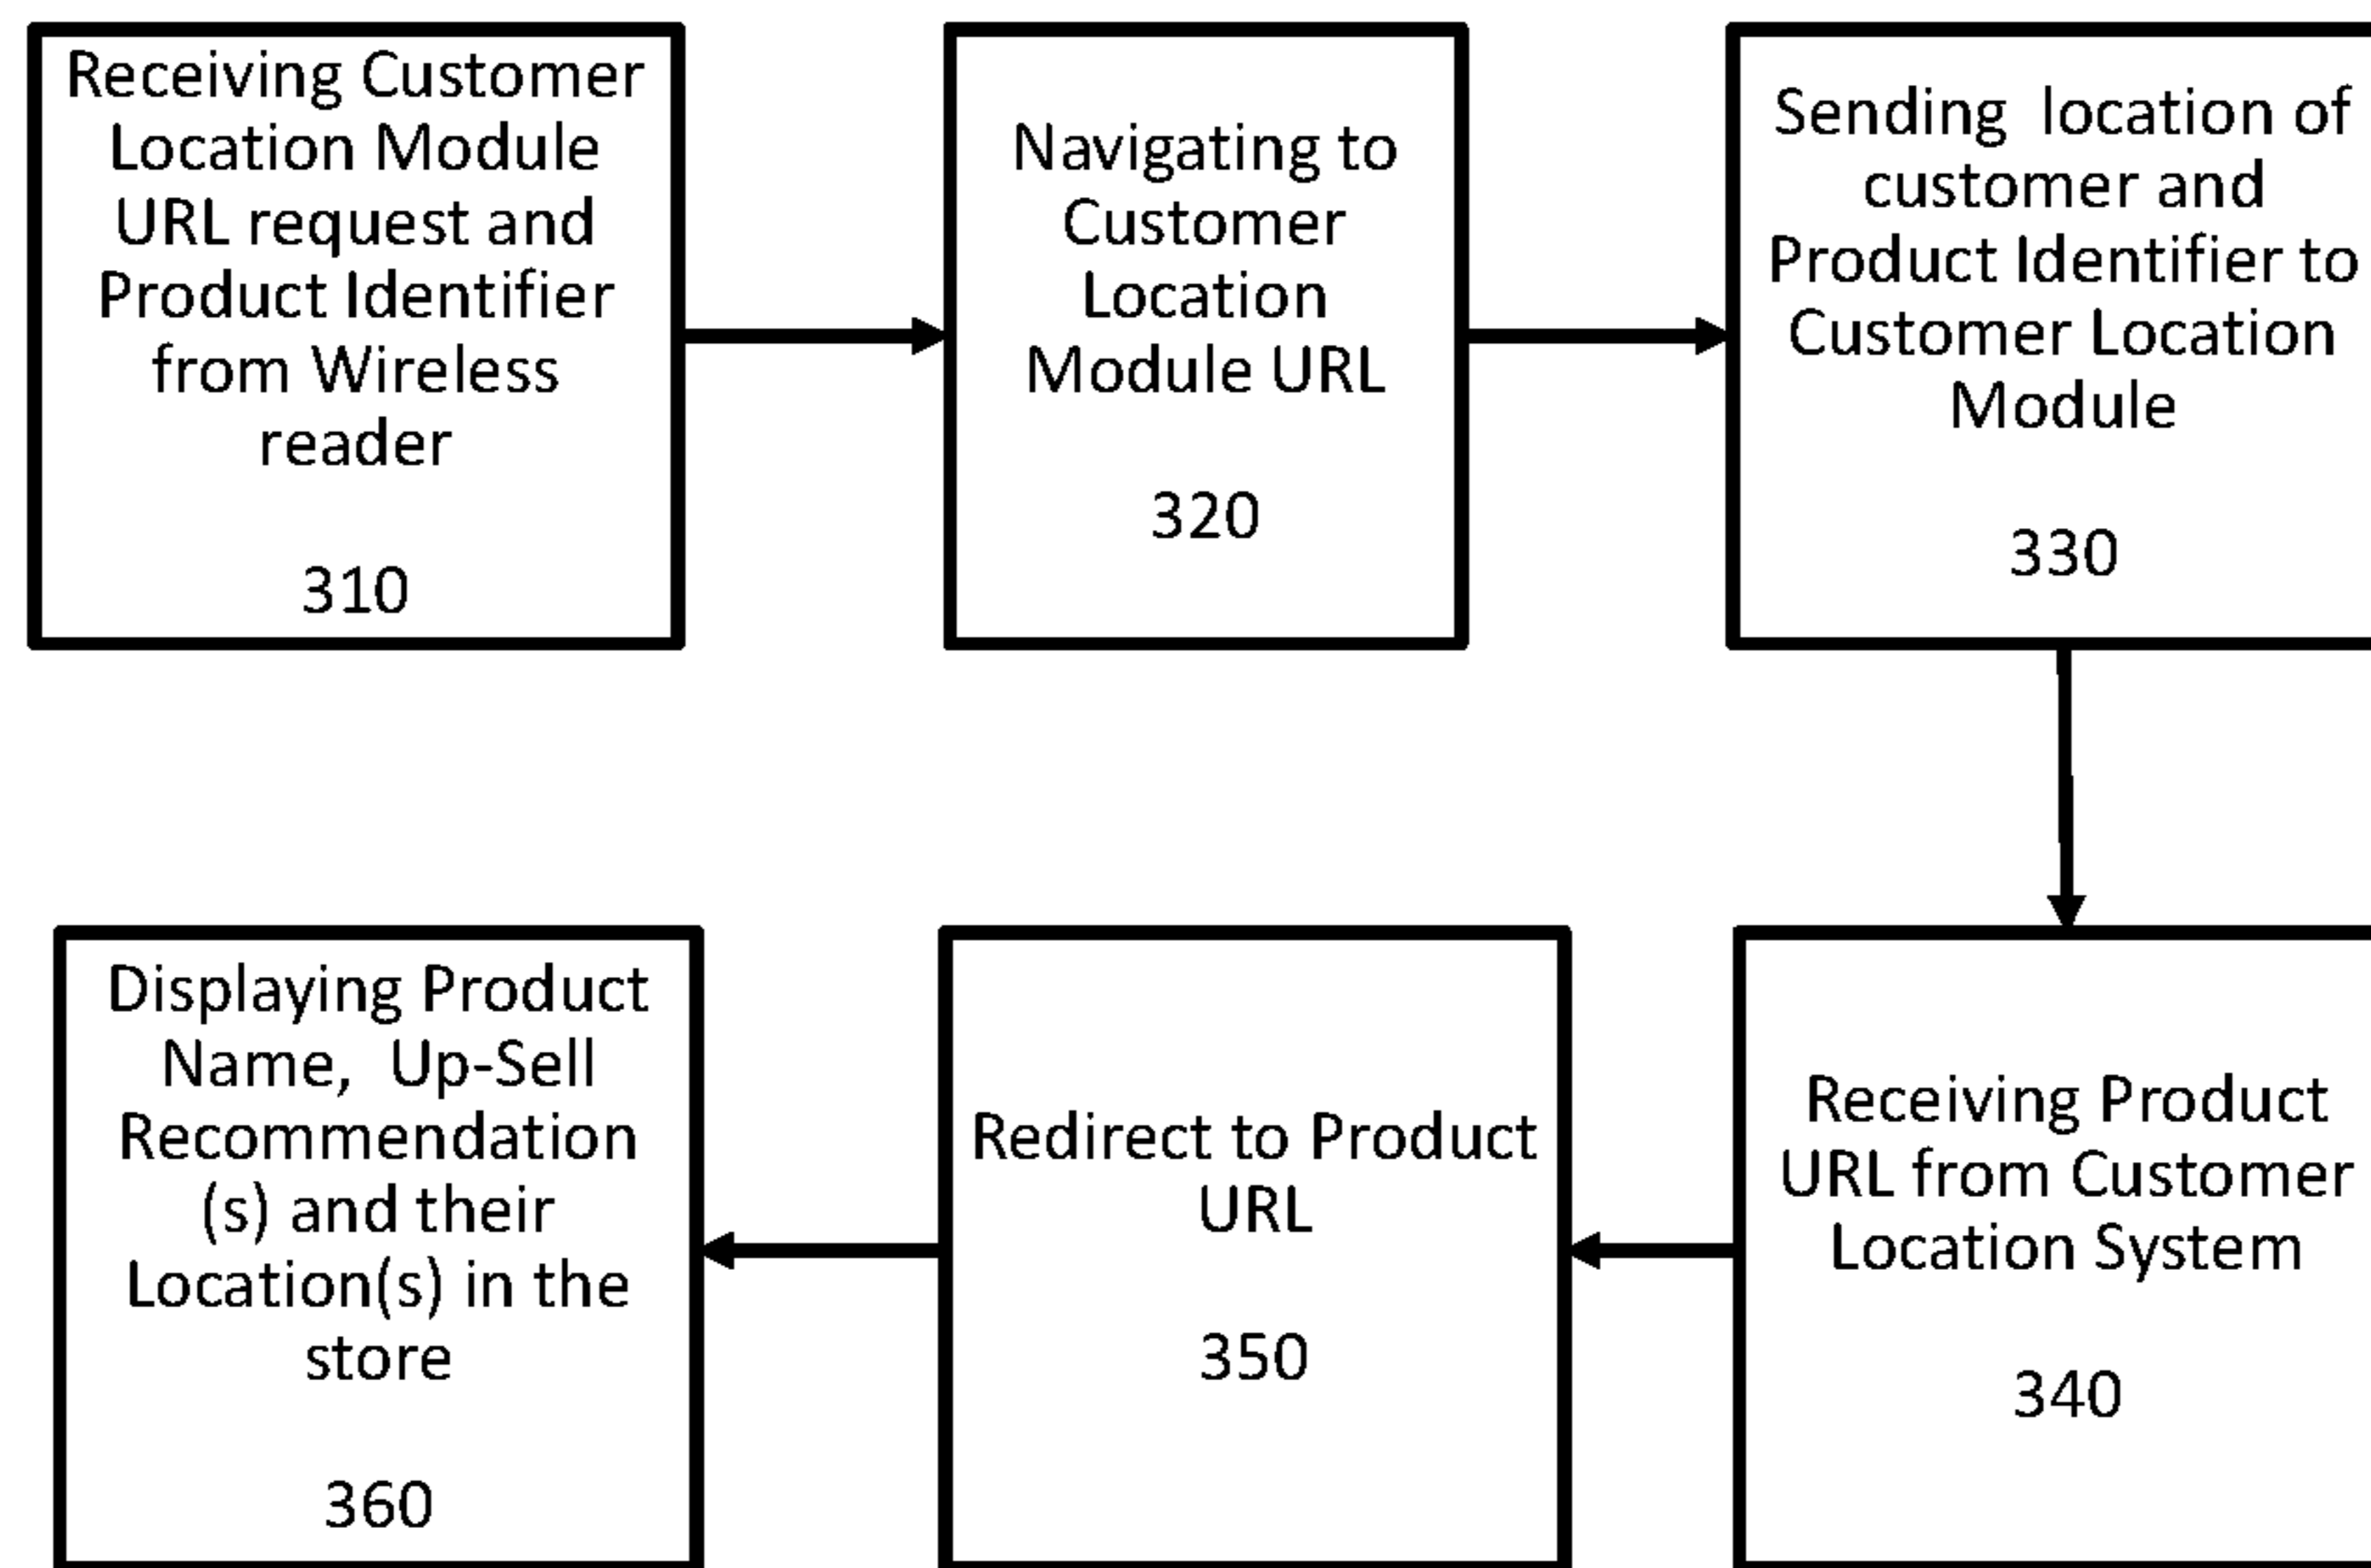 Receiving Customer
Location Module
URL request and
Product Identifier
from Wireless
reader
310
Navigating to
Customer
Location
Module URL
320
Sending location of
customer and
Product Identifier to
Customer Location
Module
330
Receiving Product
URL from Customer
Location System
340
Redirect to Product
URL
350
Displaying Product
Name, Up-Sell
Recommendation
(s) and their
Location(s) in the
store
360